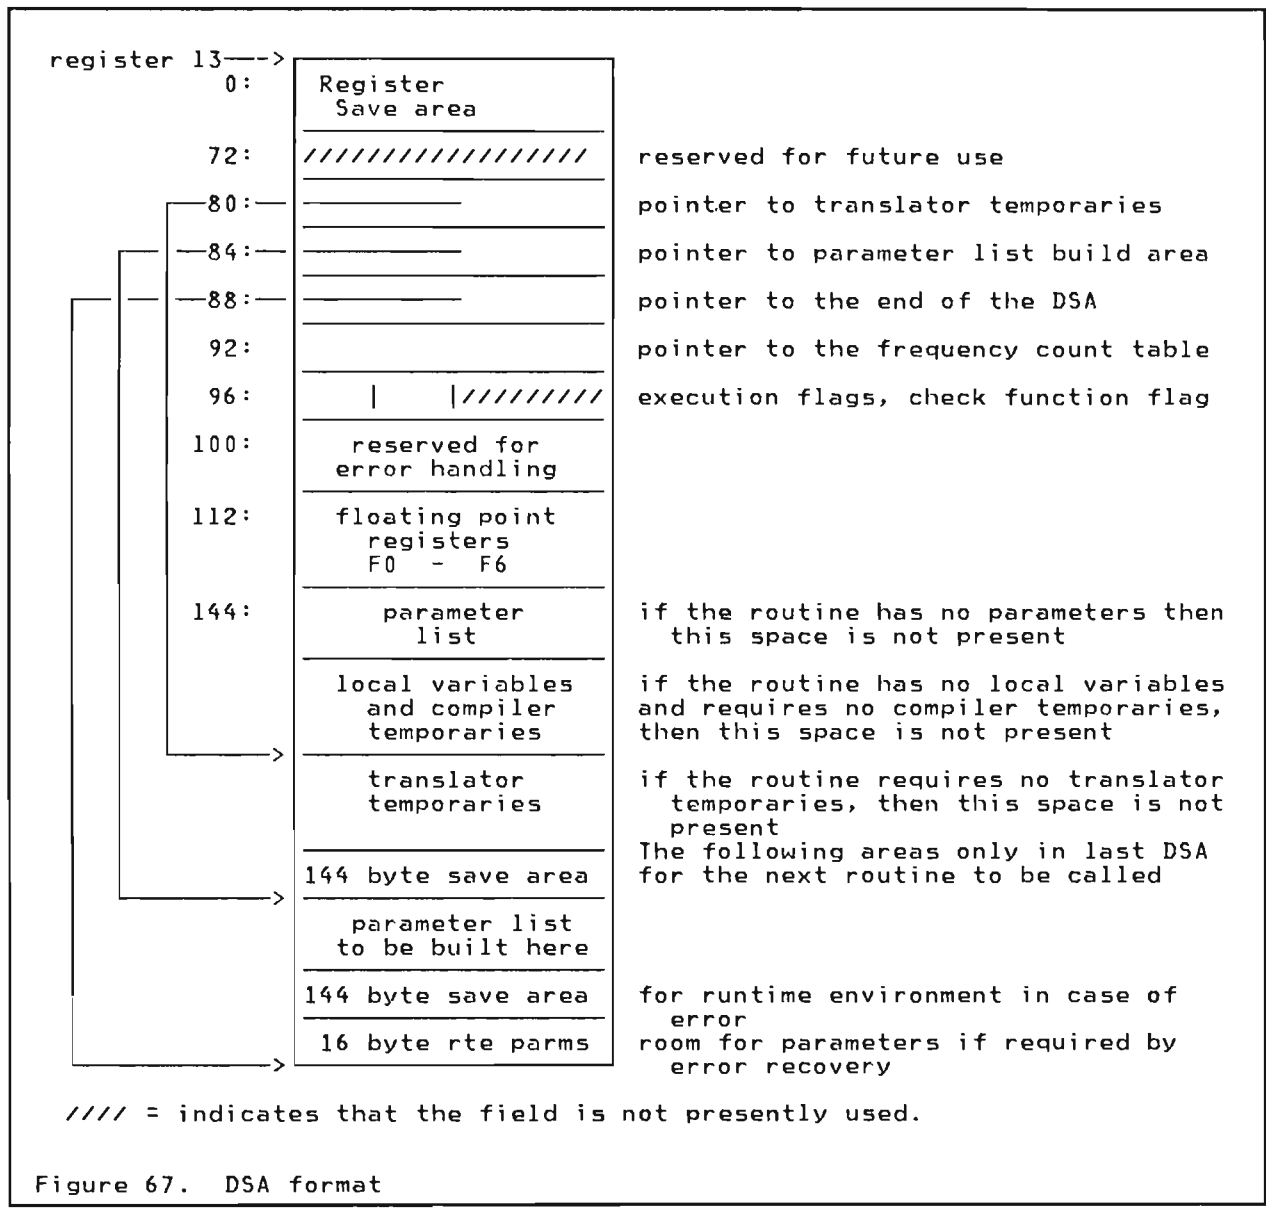 register 13--->
0: Register
Save area
72: ////////////////// reserved for future use
80: pointer to translator temporaries
84: pointer to parameter list build area
88: pointer to the end of the DSA
92: pointer to the frequency count table
96: | |///////// execution flags, check function flag
100: reserved for
error handling
112: floating point
registers
F0 - F6
144: parameter if the routine has no parameters then
list this space is not present
local variables if the routine has no local variables
and compiler and requires no compiler temporaries,
temporaries then this space is not present
translator if the routine requires no translator
temporaries temporaries, then this space is not
present
The following areas only in last DSA
144 byte save area for the next routine to be called
parameter list
to be built here
144 byte save area for runtime environment in case of
error
16 byte rte parms room for parameters if required by
error recovery
//// = indicates that the field is not presently used.
Figure 67. DSA format